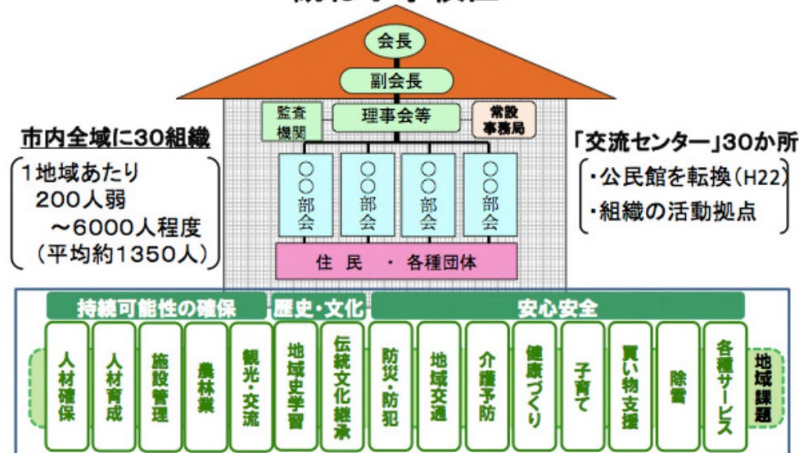 会長
副会長
監査
機関
理事会等
常設
事務局
市内全域に30組織
1地域あたり
200人弱
～6000人程度
(平均約1350人)
〇〇部会
〇〇部会
〇〇部会
〇〇部会
住民・各種団体
「交流センター」30か所
・公民館を転換(H22)
・組織の活動拠点
持続可能性の確保
歴史・文化
安心安全
人材確保
人材育成
施設管理
農林業
観光・交流
地域史学習
伝統文化継承
防災・防犯
地域交通
介護予防
健康づくり
子育て
買い物支援
除雪
各種サービス
地域課題